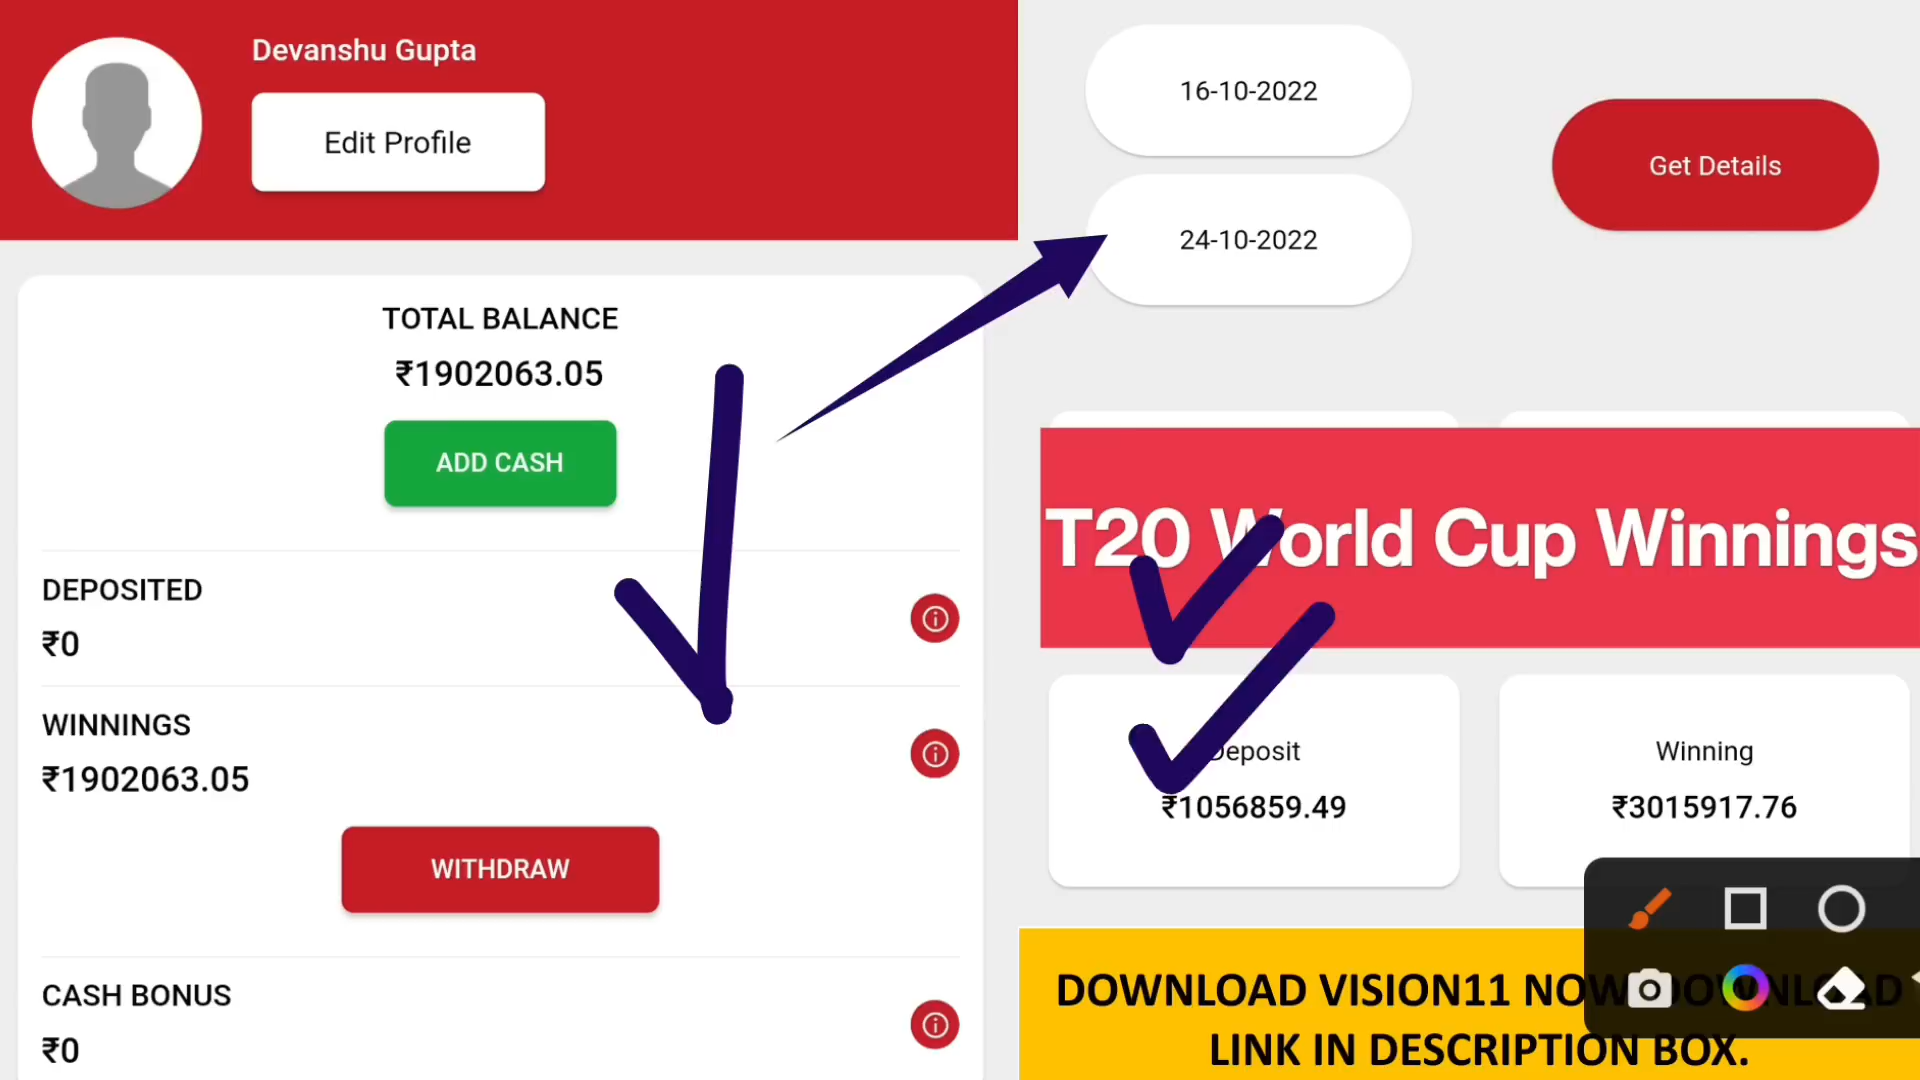 Devanshu Gupta
Edit Profile
TOTAL BALANCE
₹1902063.05
ADD CASH
DEPOSITED
₹0
WINNINGS
₹1902063.05
WITHDRAW
CASH BONUS
₹0
16-10-2022
24-10-2022
Get Details
T20 World Cup Winnings
Deposit
₹1056859.49
Winning
₹3015917.76
DOWNLOAD VISION11 NOW DOWNLOAD
LINK IN DESCRIPTION BOX.